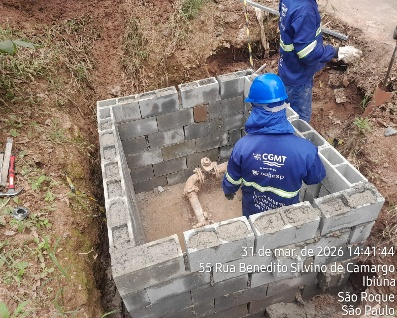 CGMT
31 de mar. de 2026 14:41:44
55 Rua Benedito Silvino de Camargo
Ibiúna
São Roque
São Paulo